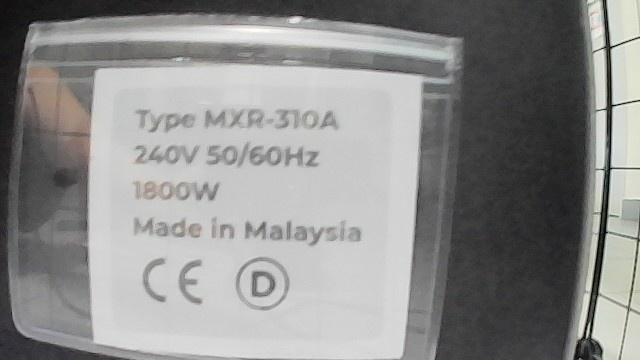 Type MXR-310A
240V 50/60Hz
1800W
Made in Malaysia
CE D